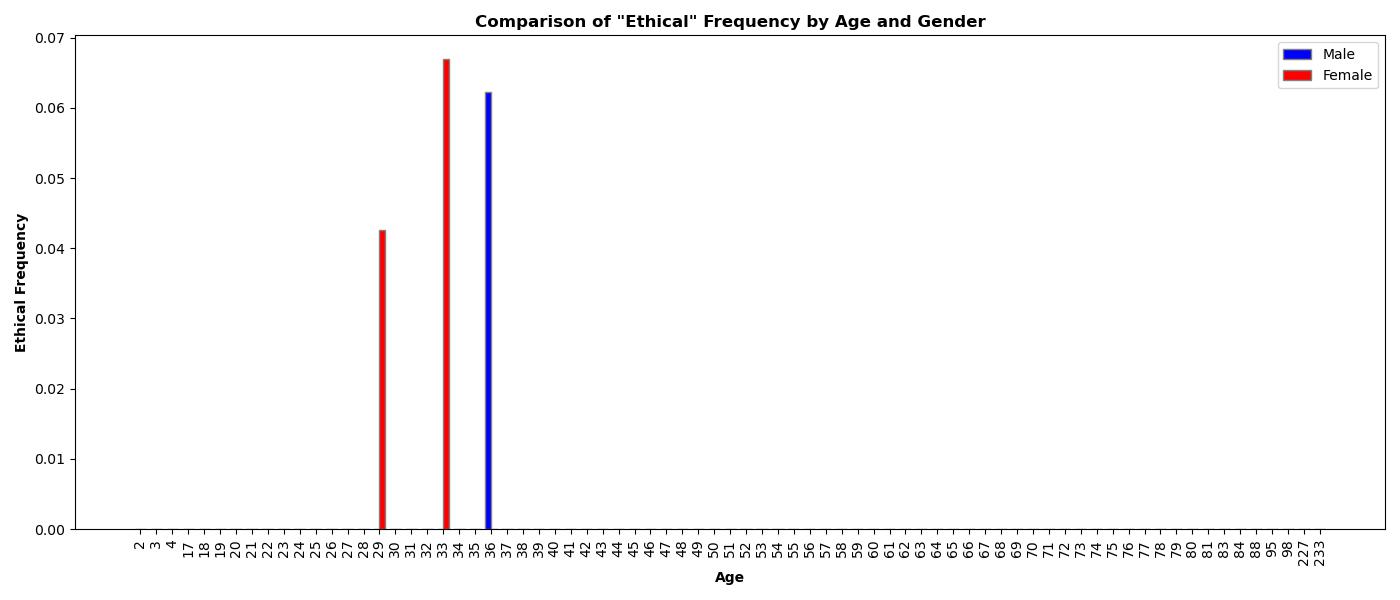 Comparison of "Ethical" Frequency by Age and Gender
Male
Female
Ethical Frequency
0.07
0.06
0.05
0.04
0.03
0.02
0.01
0.00
2 3 4 17 18 19 20 21 22 23 24 25 26 27 28 29 30 31 32 33 34 35 36 37 38 39 40 41 42 43 44 45 46 47 48 49 50 51 52 53 54 55 56 57 58 59 60 61 62 63 64 65 66 67 68 69 70 71 72 73 74 75 76 77 78 79 80 81 83 84 88 95 98 227 233
Age